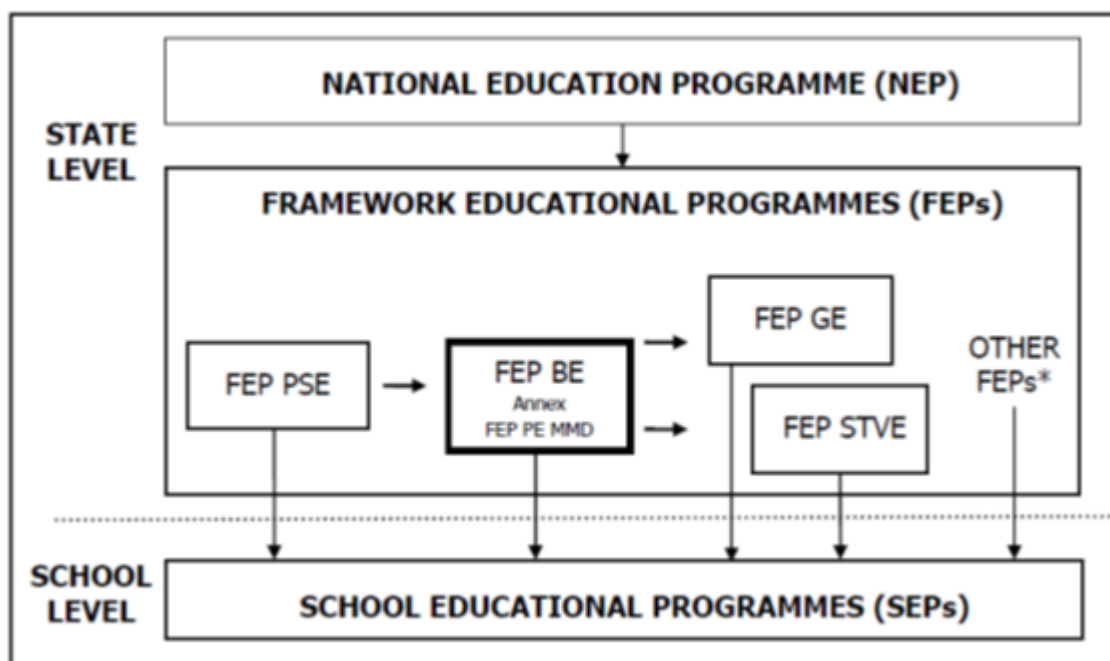 NATIONAL EDUCATION PROGRAMME (NEP)
STATE
LEVEL
FRAMEWORK EDUCATIONAL PROGRAMMES (FEPs)
FEP PSE
FEP BE
Annex
FEP PE MMD
FEP GE
FEP STVE
OTHER
FEPs*
SCHOOL
LEVEL
SCHOOL EDUCATIONAL PROGRAMMES (SEPs)